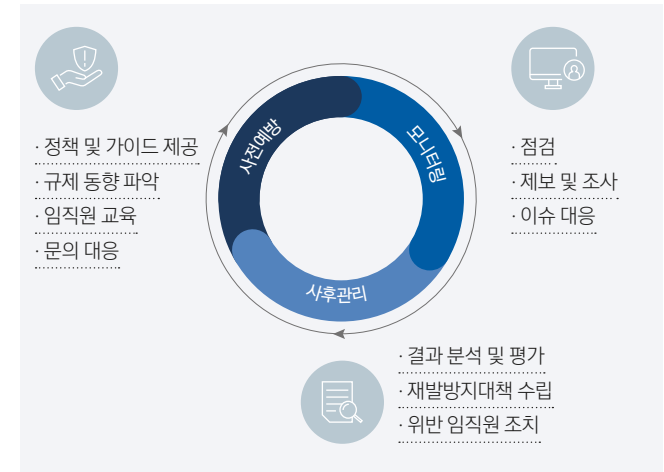 사전예방
· 정책 및 가이드 제공
· 규제 동향 파악
· 임직원 교육
· 문의 대응
모니터링
· 점검
· 제보 및 조사
· 이슈 대응
사후관리
· 결과 분석 및 평가
· 재발방지대책 수립
· 위반 임직원 조치